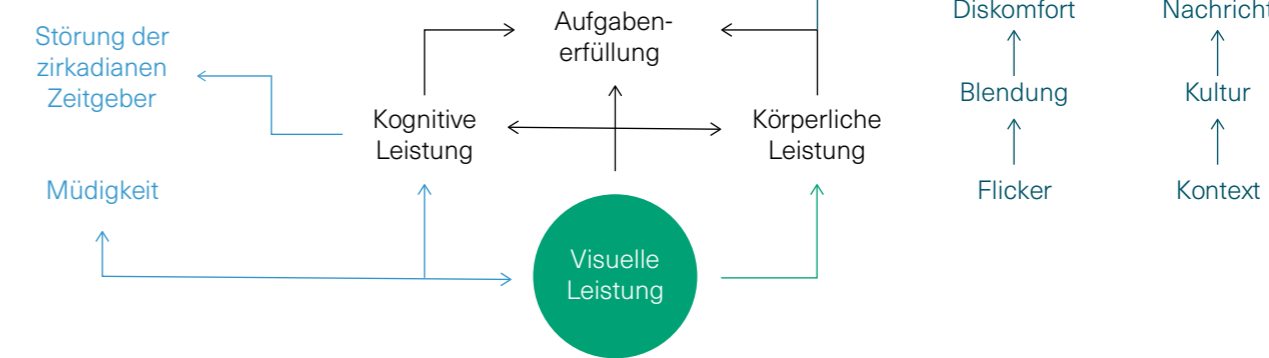 Störung der
zirkadianen
Zeitgeber
Aufgaben-
erfüllung
Diskomfort
Nachricht
Kognitive
Leistung
Körperliche
Leistung
Blendung
Kultur
Müdigkeit
Flicker
Kontext
Visuelle
Leistung